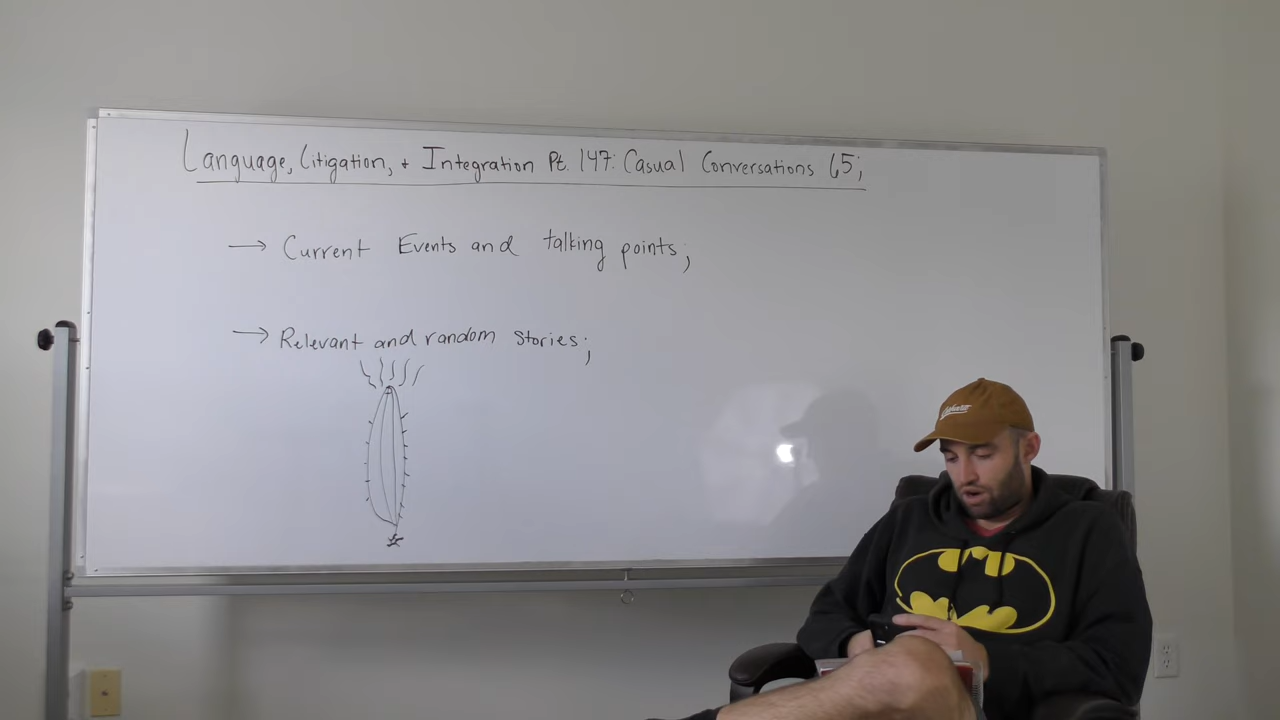 Language, Litigation, + Integration Pt. 147: Casual Conversations 65;
→ Current Events and talking points;
→ Relevant and random stories;